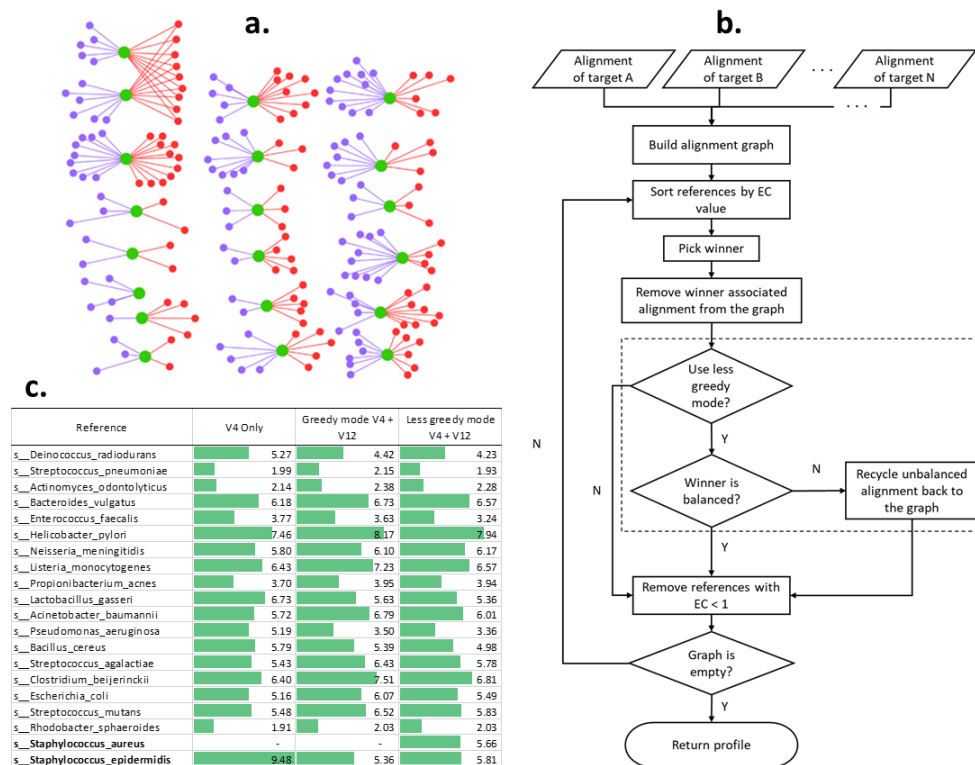 a.
b.
Alignment
of target A
Alignment
of target B
. . .
Alignment
of target N
. . .
Build alignment graph
Sort references by EC
value
Pick winner
Remove winner associated
alignment from the graph
Use less
greedy
mode?
N
Y
N
Winner is
balanced?
N
Recycle unbalanced
alignment back to
the graph
Y
Remove references with
EC < 1
Graph is
empty?
Y
Return profile
c.
Reference V4 Only Greedy mode V4 + V12 Less greedy mode V4 + V12
s__Deinococcus_radiodurans 5.27 4.42 4.23
s__Streptococcus_pneumoniae 1.99 2.15 1.93
s__Actinomyces_odontolyticus 2.14 2.38 2.28
s__Bacteroides_vulgatus 6.18 6.73 6.57
s__Enterococcus_faecalis 3.77 3.63 3.24
s__Helicobacter_pylori 7.46 8.17 7.94
s__Neisseria_meningitidis 5.80 6.10 6.17
s__Listeria_monocytogenes 6.43 7.23 6.57
s__Propionibacterium_acnes 3.70 3.95 3.94
s__Lactobacillus_gasseri 6.73 5.63 5.36
s__Acinetobacter_baumannii 5.72 6.79 6.01
s__Pseudomonas_aeruginosa 5.19 3.50 3.36
s__Bacillus_cereus 5.79 5.39 4.98
s__Streptococcus_agalactiae 5.43 6.43 5.78
s__Clostridium_beijerinckii 6.40 7.51 6.81
s__Escherichia_coli 5.16 6.07 5.49
s__Streptococcus_mutans 5.48 6.52 5.83
s__Rhodobacter_sphaeroides 1.91 2.03 2.03
s__Staphylococcus_aureus - - 5.66
s__Staphylococcus_epidermidis 9.48 5.36 5.81